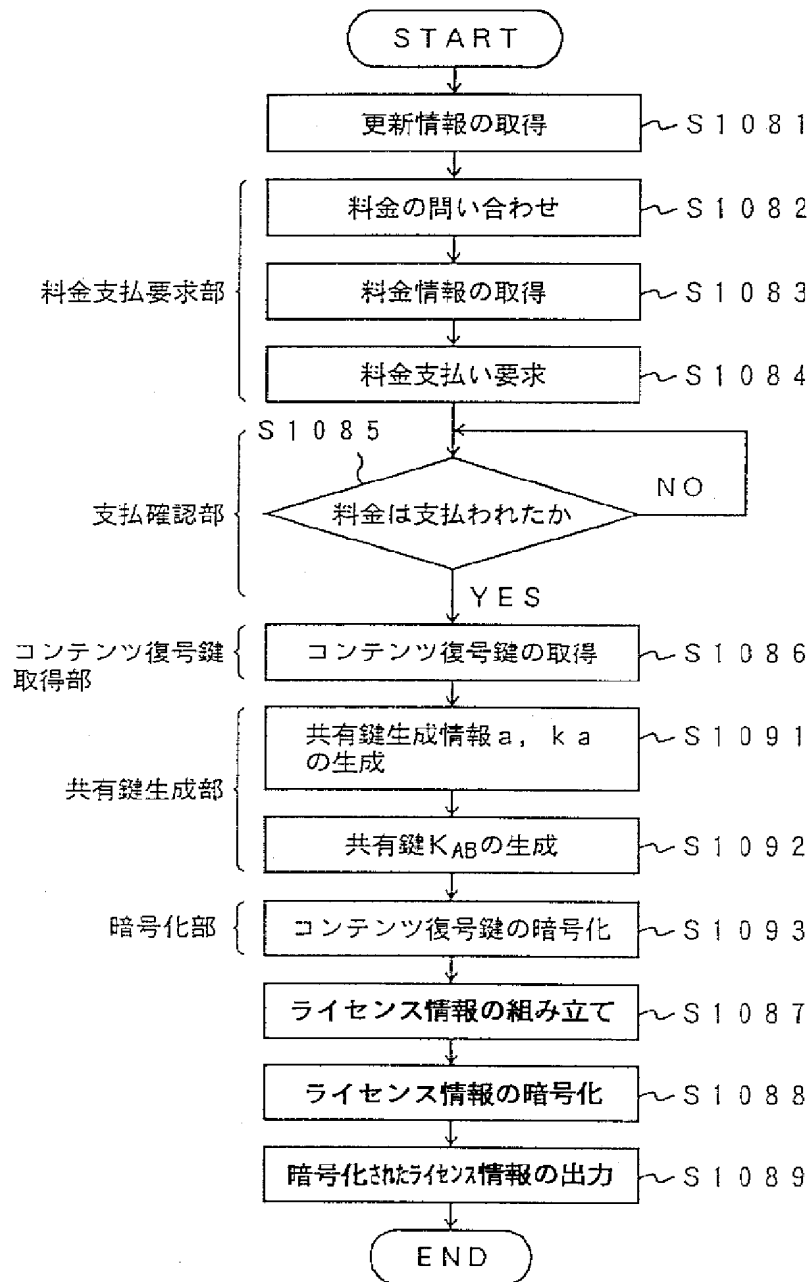 START
更新情報の取得
S1081
料金の問い合わせ
S1082
料金支払要求部
料金情報の取得
S1083
料金支払い要求
S1084
S1085
支払確認部
料金は支払われたか
NO
YES
コンテンツ復号鍵
取得部
コンテンツ復号鍵の取得
S1086
共有鍵生成部
共有鍵生成情報a，ka
の生成
S1091
共有鍵KABの生成
S1092
暗号化部
コンテンツ復号鍵の暗号化
S1093
ライセンス情報の組み立て
S1087
ライセンス情報の暗号化
S1088
暗号化されたライセンス情報の出力
S1089
END